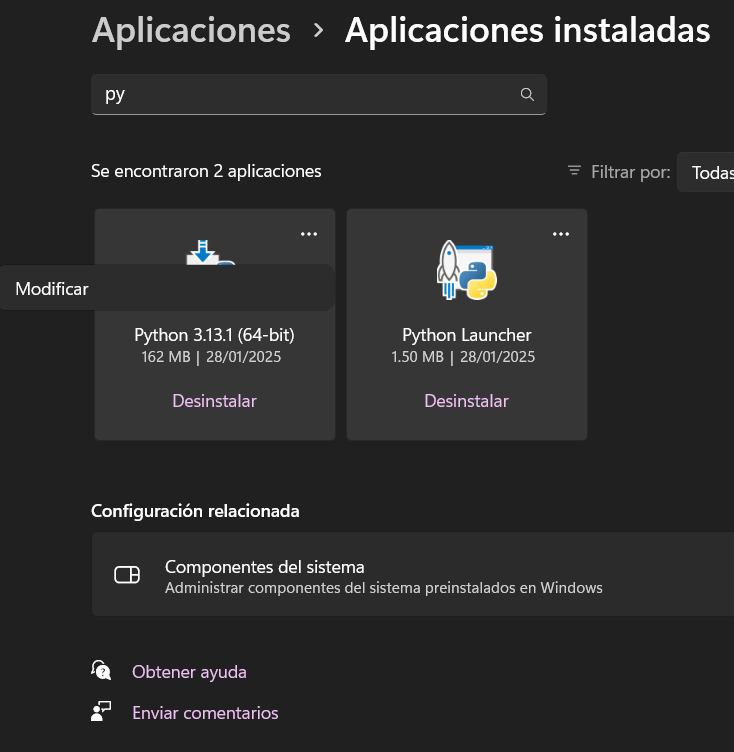 Aplicaciones > Aplicaciones instaladas
py
Se encontraron 2 aplicaciones
Filtrar por: Todas
Modificar
Python 3.13.1 (64-bit)
162 MB | 28/01/2025
Desinstalar
Python Launcher
1.50 MB | 28/01/2025
Desinstalar
Configuración relacionada
Componentes del sistema
Administrar componentes del sistema preinstalados en Windows
Obtener ayuda
Enviar comentarios